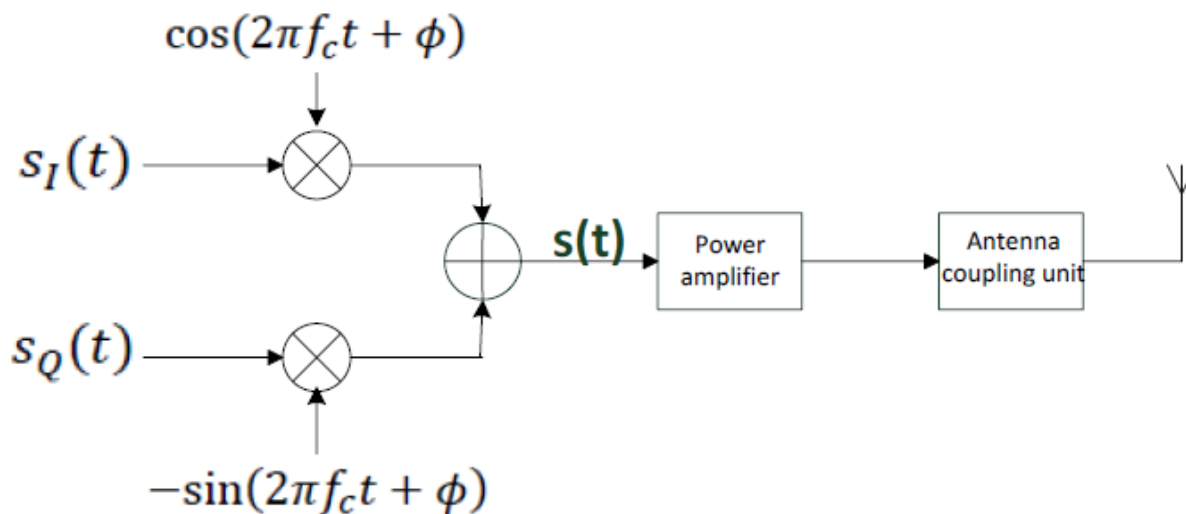 cos(2πf_c t + ϕ)
s_I(t)
s(t)
Power
amplifier
Antenna
coupling unit
s_Q(t)
−sin(2πf_c t + ϕ)